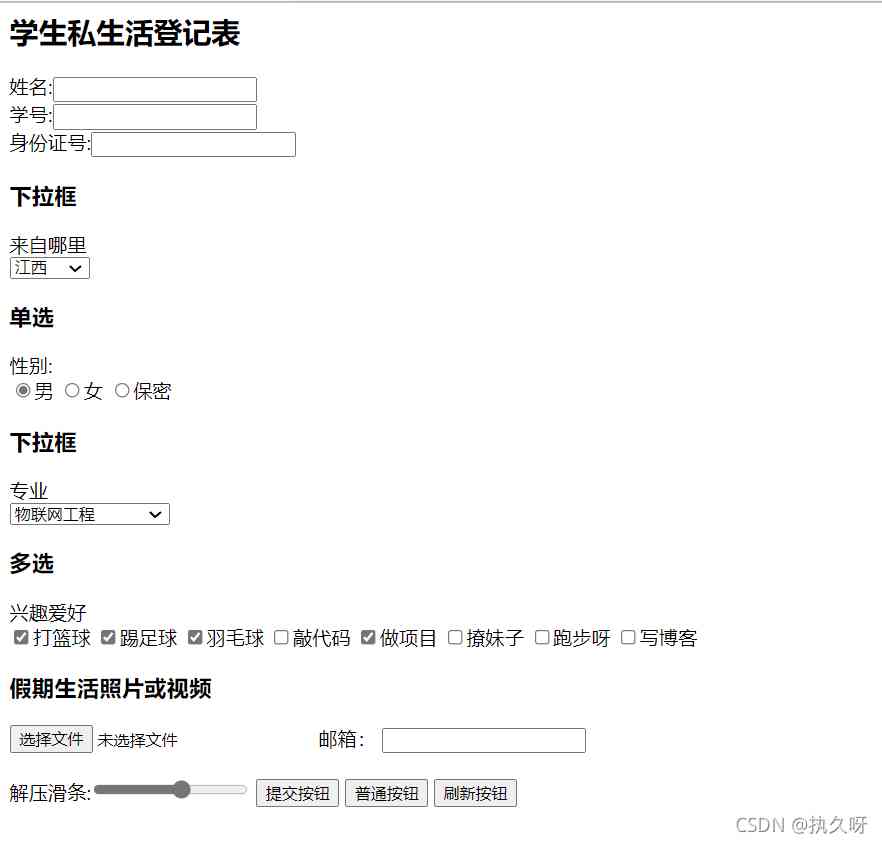 学生私生活登记表
姓名:
学号:
身份证号:
下拉框
来自哪里
江西
单选
性别:
男 女 保密
下拉框
专业
物联网工程
多选
兴趣爱好
打篮球 踢足球 羽毛球 敲代码 做项目 撩妹子 跑步呀 写博客
假期生活照片或视频
选择文件 未选择文件 邮箱：
解压滑条: 提交按钮 普通按钮 刷新按钮
CSDN @执久呀